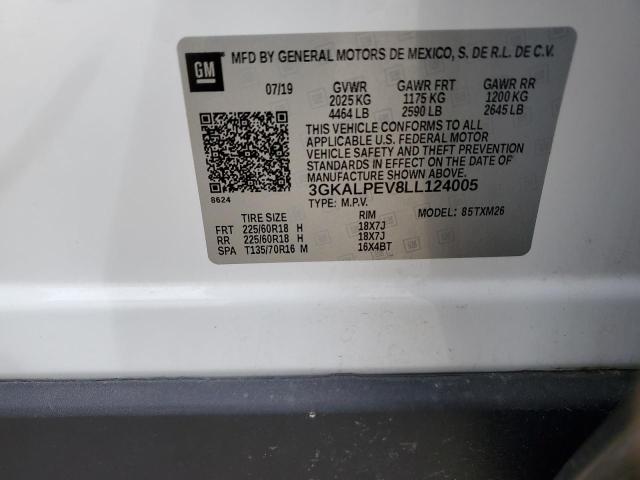 GM
MFD BY GENERAL MOTORS DE MEXICO, S. DE R.L. DE C.V.
07/19 GVWR GAWR FRT GAWR RR
2025 KG 1175 KG 1200 KG
4464 LB 2590 LB 2645 LB
THIS VEHICLE CONFORMS TO ALL
APPLICABLE U.S. FEDERAL MOTOR
VEHICLE SAFETY AND THEFT PREVENTION
STANDARDS IN EFFECT ON THE DATE OF
MANUFACTURE SHOWN ABOVE.
8624
3GKALPEV8LL124005
TYPE: M.P.V. MODEL: 85TXM26
TIRE SIZE RIM
FRT 225/60R18 H 18X7J
RR 225/60R18 H 18X7J
SPA T135/70R16 M 16X4BT